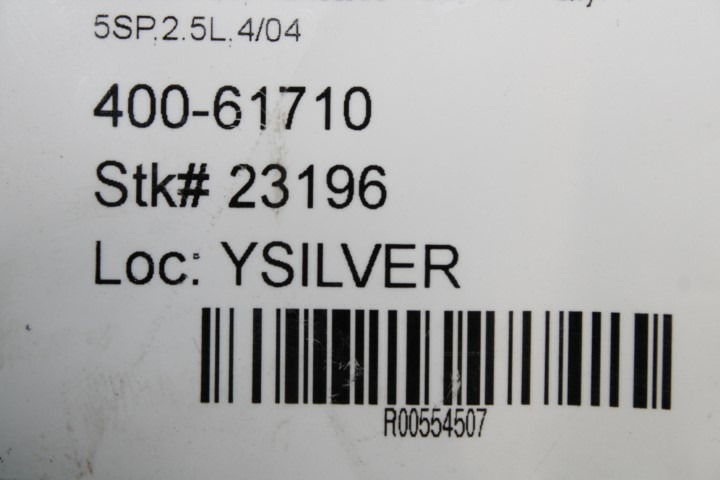 5SP,2.5L,4/04
400-61710
Stk# 23196
Loc: YSILVER
R00554507